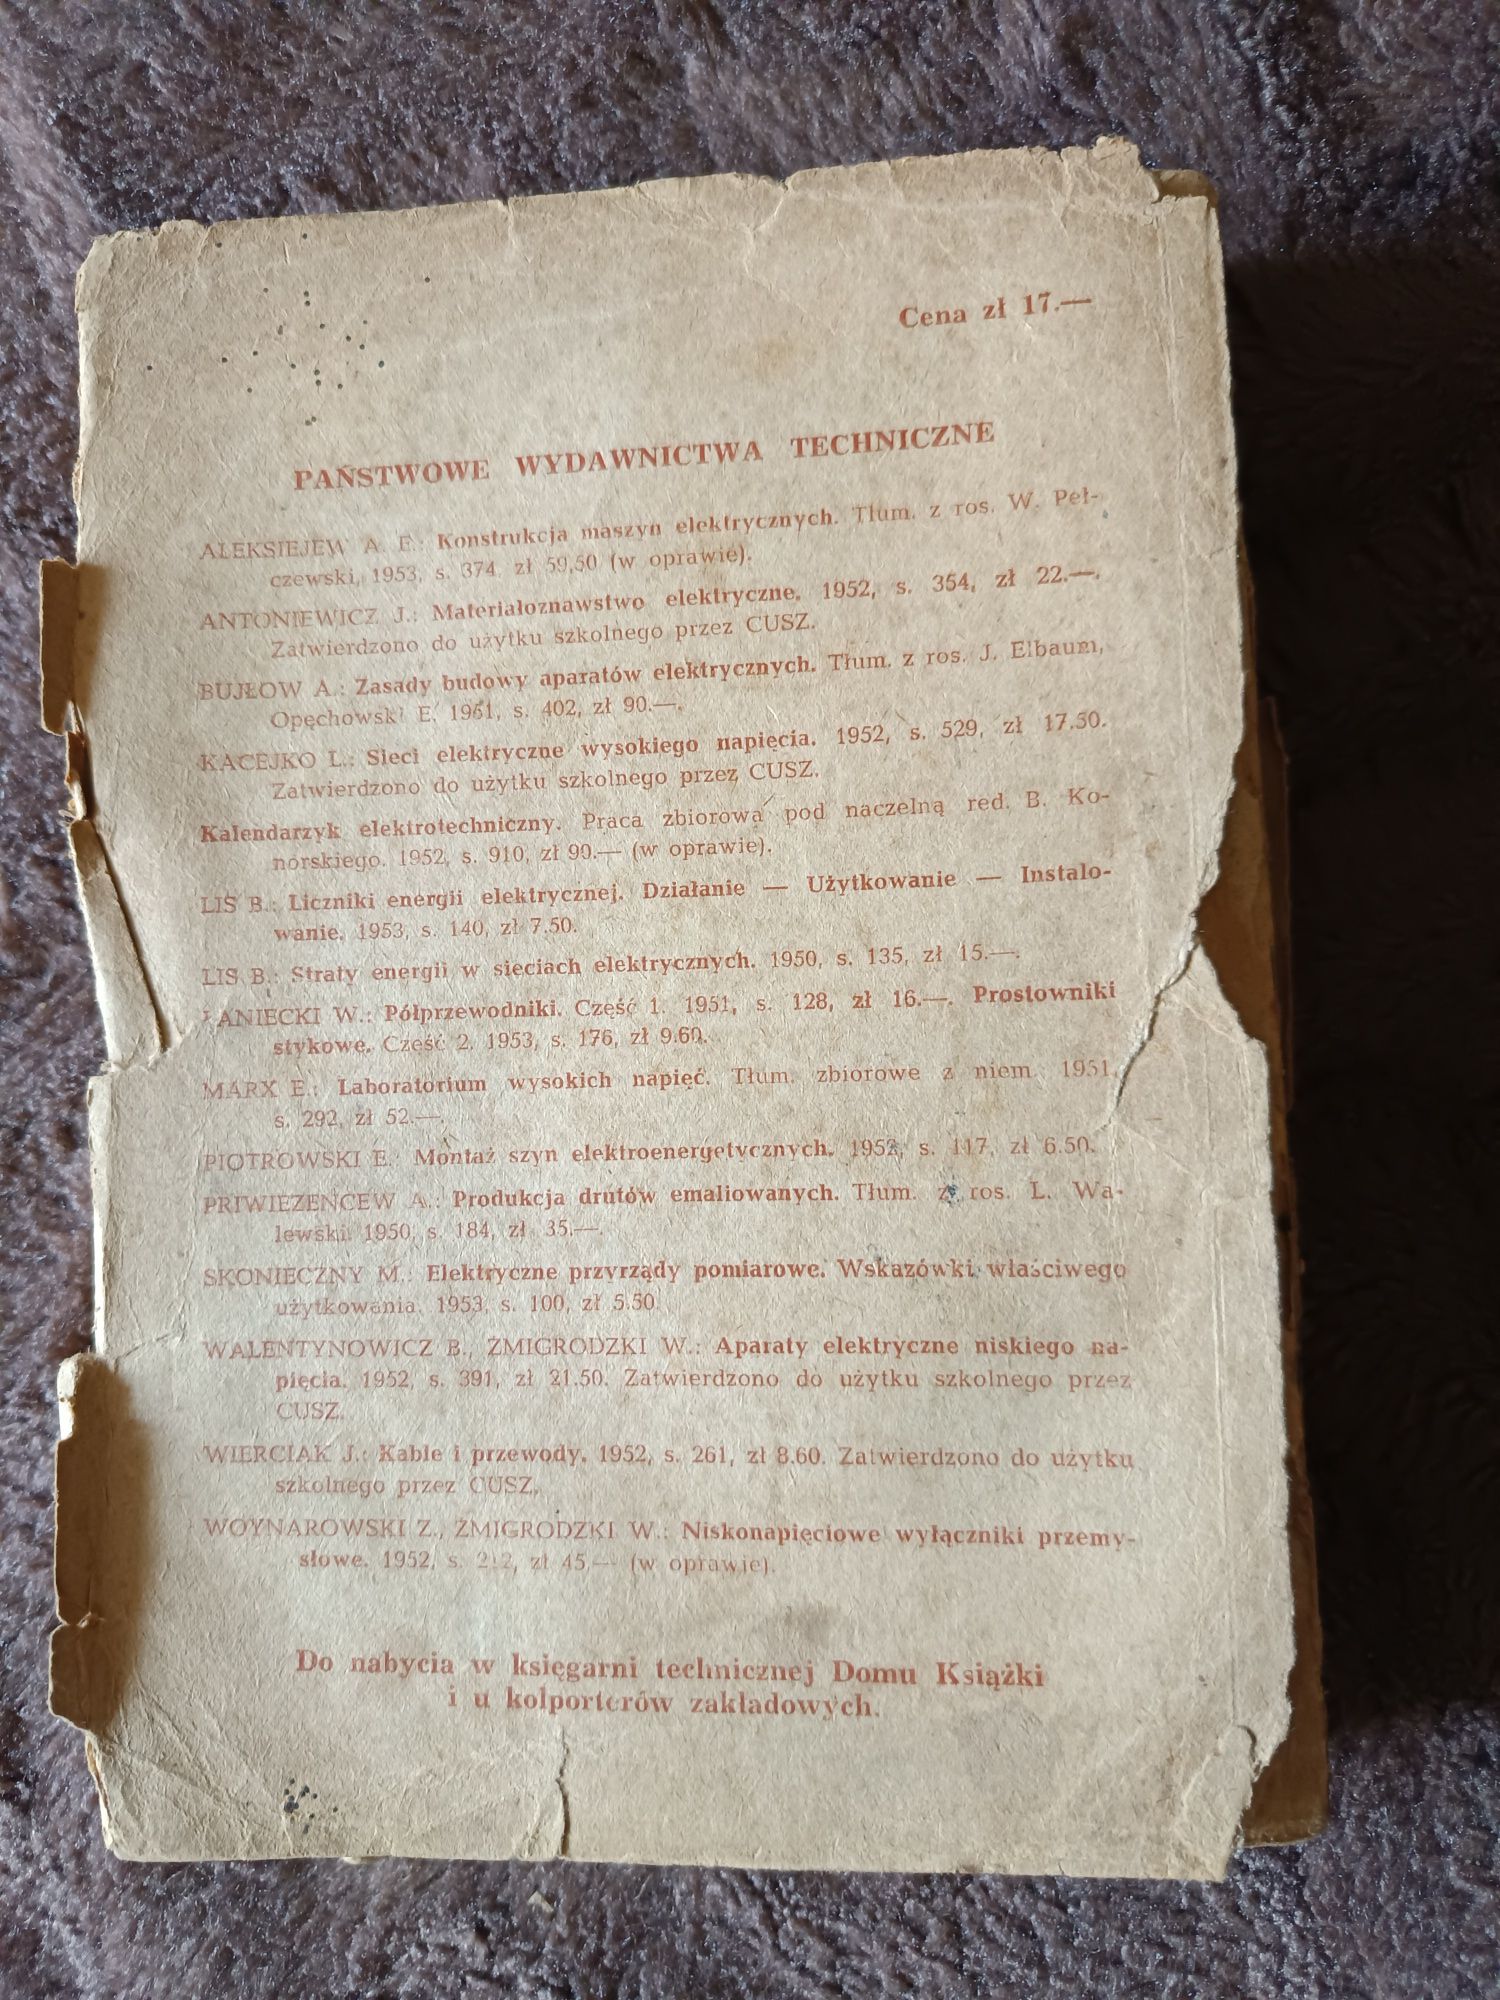 Cena zł 17.—
PAŃSTWOWE WYDAWNICTWA TECHNICZNE
ALEKSIEJEW A. E.: Konstrukcja maszyn elektrycznych. Tłum. z ros. W. Peł-
czewski, 1953, s. 374, zł 59,50 (w oprawie).
ANTONIEWICZ J.: Materiałoznawstwo elektryczne. 1952, s. 354, zł 22.—.
Zatwierdzono do użytku szkolnego przez CUSZ.
BUJŁOW A.: Zasady budowy aparatów elektrycznych. Tłum. z ros. J. Elbaum,
Opęchowski E. 1951, s. 402, zł 90.—.
KACEJKO L.: Sieci elektryczne wysokiego napięcia. 1952, s. 529, zł 17.50.
Zatwierdzono do użytku szkolnego przez CUSZ.
Kalendarzyk elektrotechniczny. Praca zbiorowa pod naczelną red. B. Ko-
norskiego. 1952, s. 910, zł 90.— (w oprawie).
LIS B.: Liczniki energii elektrycznej. Działanie — Użytkowanie — Instalo-
wanie. 1953, s. 140, zł 7.50.
LIS B.: Straty energii w sieciach elektrycznych. 1950, s. 135, zł 15.—.
ŁANIECKI W.: Półprzewodniki. Część 1. 1951, s. 128, zł 16.—. Prostowniki
stykowe. Część 2. 1953, s. 176, zł 9.60.
MARX E.: Laboratorium wysokich napięć. Tłum. zbiorowe z niem. 1951,
s. 292, zł 52.—.
PIOTROWSKI E. Montaż szyn elektroenergetycznych. 1952, s. 117, zł 6.50.
PRIWIEZENCEW A.: Produkcja drutów emaliowanych. Tłum. z ros. L. Wa-
lewski. 1950, s. 184, zł 35.—.
SKONIECZNY M.: Elektryczne przyrządy pomiarowe. Wskazówki właściwego
użytkowania. 1953, s. 100, zł 5.50.
WALENTYNOWICZ B., ŻMIGRODZKI W.: Aparaty elektryczne niskiego na-
pięcia. 1952, s. 391, zł 21.50. Zatwierdzono do użytku szkolnego przez
CUSZ.
WIERCIAK J.: Kable i przewody. 1952, s. 261, zł 8.60. Zatwierdzono do użytku
szkolnego przez CUSZ.
WOYNAROWSKI Z., ŻMIGRODZKI W.: Niskonapięciowe wyłączniki przemy-
słowe. 1952, s. 212, zł 45.— (w oprawie).
Do nabycia w księgarni technicznej Domu Książki
i u kolporterów zakładowych.